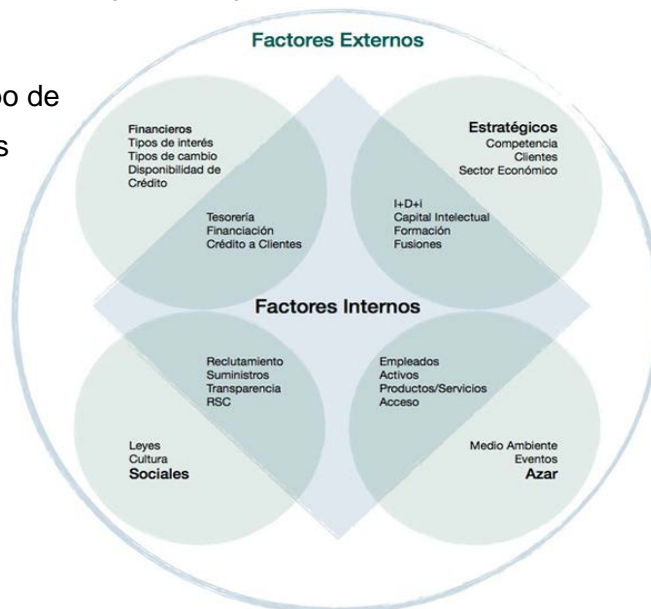 Factores Externos
po de
s
Financieros
Tipos de interés
Tipos de cambio
Disponibilidad de
Crédito
Tesorería
Financiación
Crédito a Clientes
Estratégicos
Competencia
Clientes
Sector Económico
I+D+i
Capital Intelectual
Formación
Fusiones
Factores Internos
Reclutamiento
Suministros
Transparencia
RSC
Leyes
Cultura
Sociales
Empleados
Activos
Productos/Servicios
Acceso
Medio Ambiente
Eventos
Azar